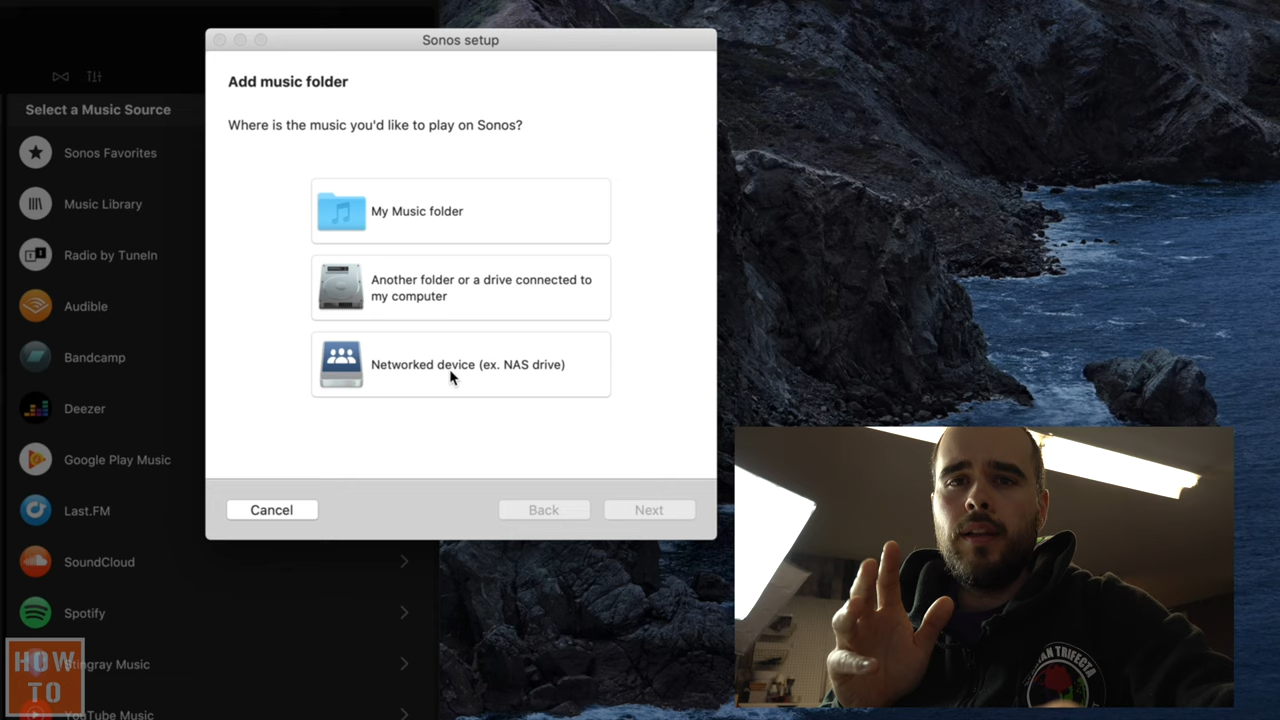 Sonos setup
Add music folder
Where is the music you'd like to play on Sonos?
My Music folder
Another folder or a drive connected to
my computer
Networked device (ex. NAS drive)
Cancel
Back
Next
Select a Music Source
Sonos Favorites
Music Library
Radio by TuneIn
Audible
Bandcamp
Deezer
Google Play Music
Last.FM
SoundCloud
Spotify
Stingray Music
YouTube Music
HOW
TO
TRIFECTA